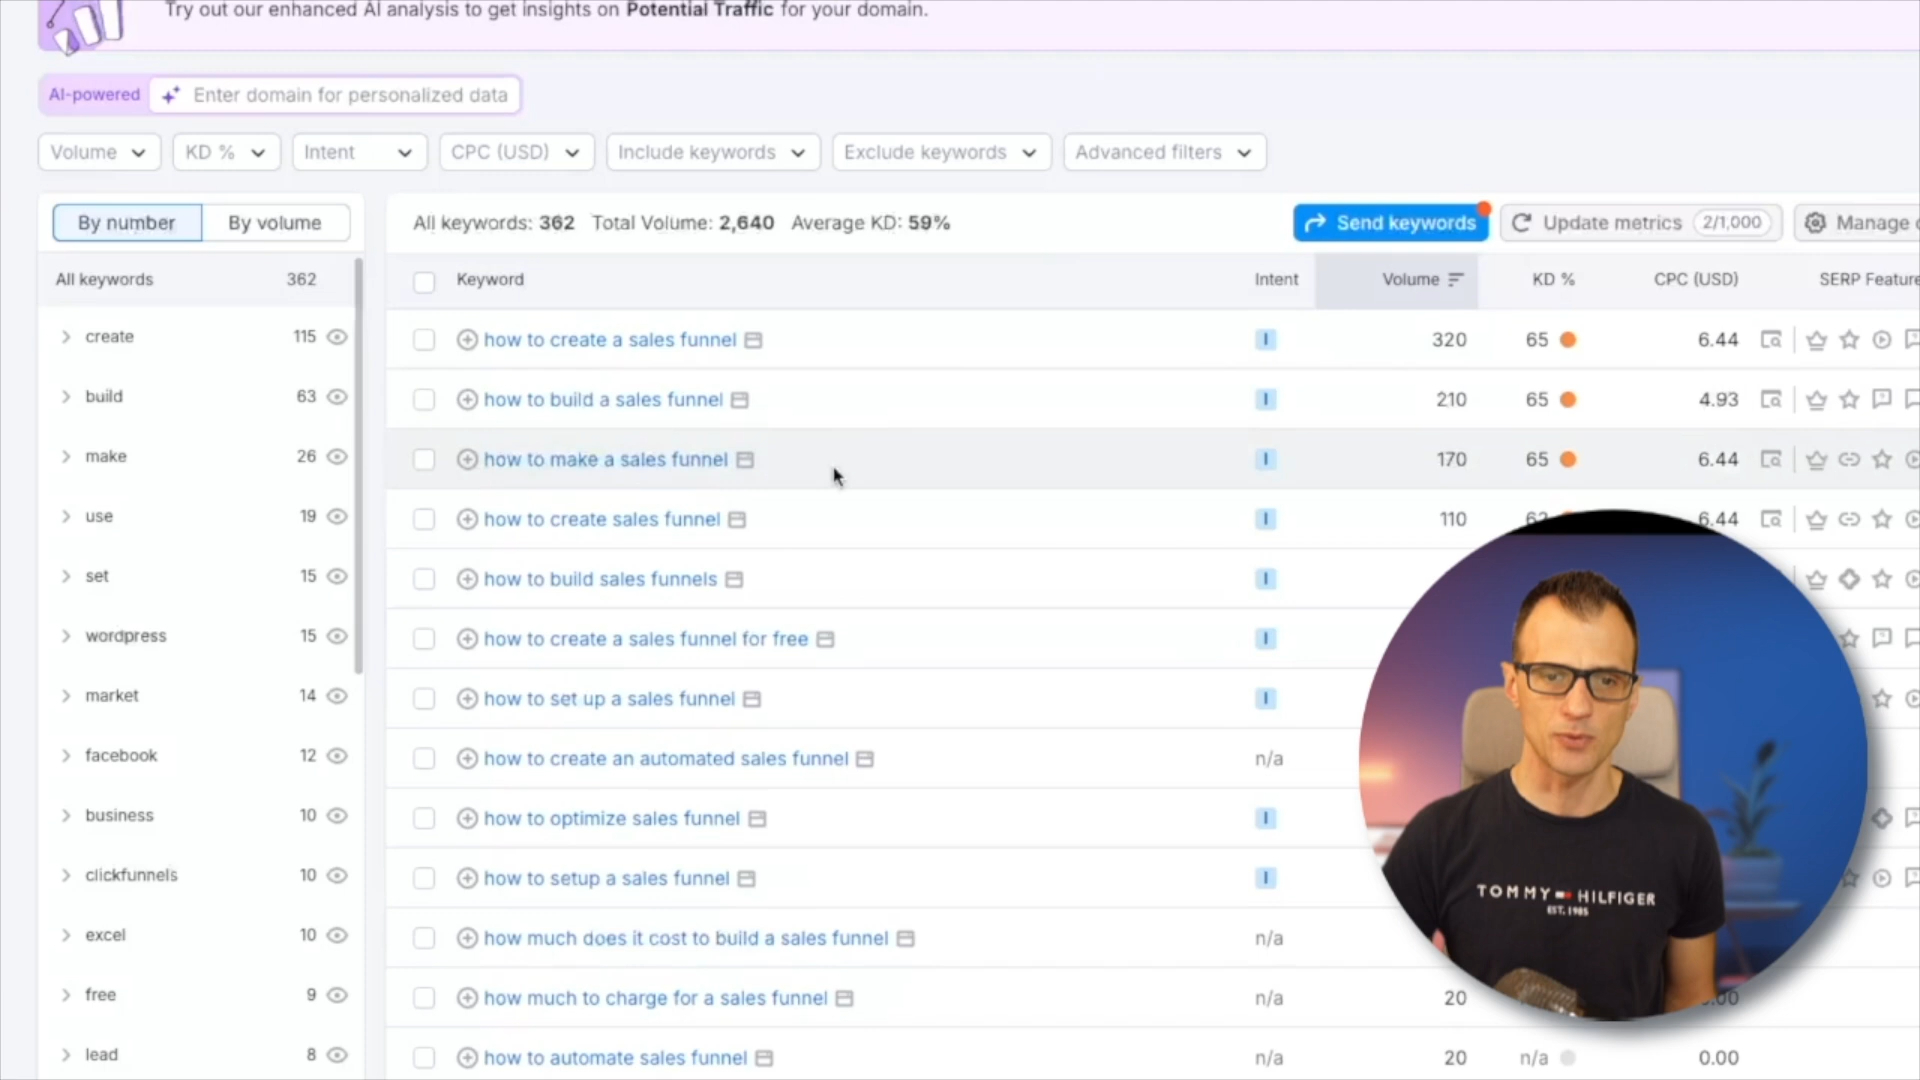 Try out our enhanced AI analysis to get insights on Potential Traffic for your domain.
AI-powered Enter domain for personalized data
Volume KD % Intent CPC (USD) Include keywords Exclude keywords Advanced filters
By number By volume All keywords: 362 Total Volume: 2,640 Average KD: 59% Send keywords Update metrics 2/1,000 Manage
All keywords 362 Keyword Intent Volume KD % CPC (USD) SERP Feature
create 115 how to create a sales funnel I 320 65 6.44
build 63 how to build a sales funnel I 210 65 4.93
make 26 how to make a sales funnel I 170 65 6.44
use 19 how to create sales funnel I 110 6.44
set 15 how to build sales funnels I
wordpress 15 how to create a sales funnel for free I
market 14 how to set up a sales funnel I
facebook 12 how to create an automated sales funnel n/a
business 10 how to optimize sales funnel I
clickfunnels 10 how to setup a sales funnel I
TOMMY HILFIGER
EST. 1985
excel 10 how much does it cost to build a sales funnel n/a
free 9 how much to charge for a sales funnel n/a 20
lead 8 how to automate sales funnel n/a 20 n/a 0.00